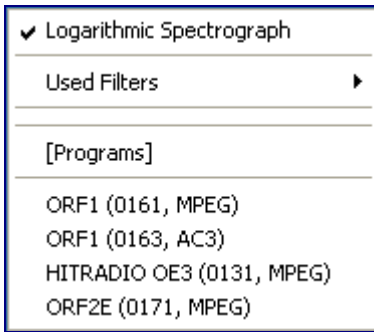 Logarithmic Spectrograph
Used Filters
[Programs]
ORF1 (0161, MPEG)
ORF1 (0163, AC3)
HITRADIO OE3 (0131, MPEG)
ORF2E (0171, MPEG)